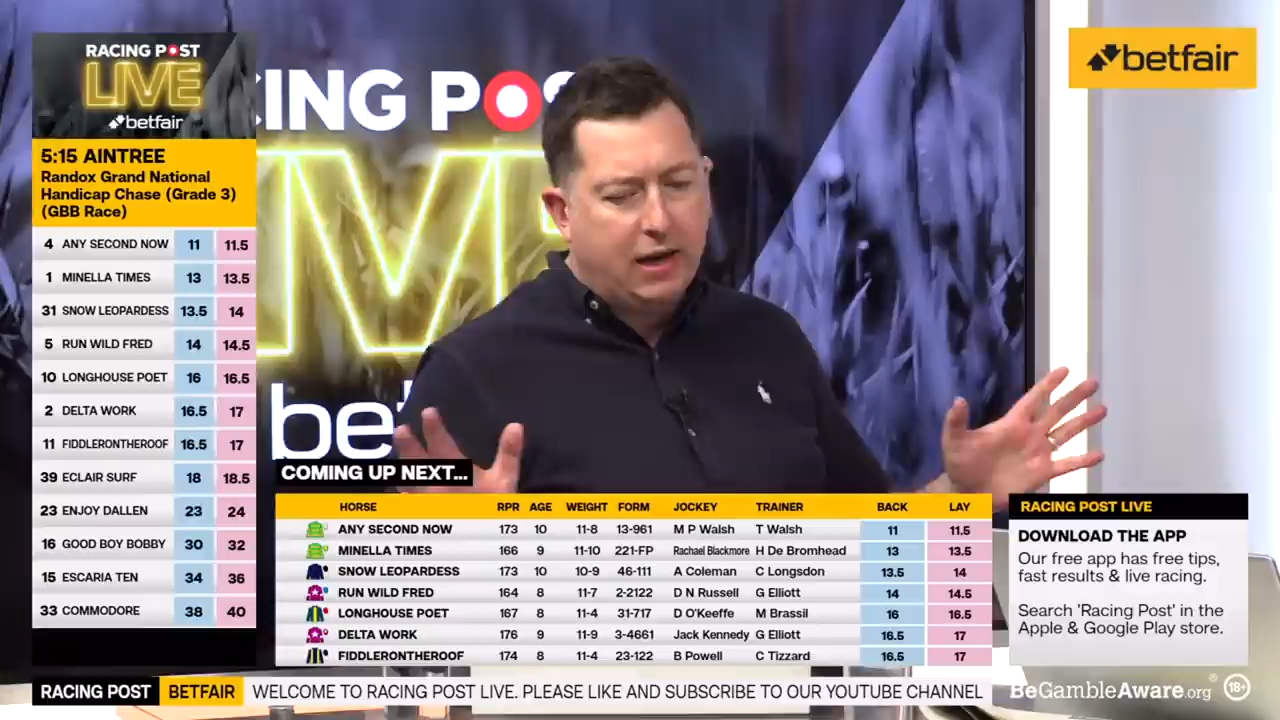 RACING POST
LIVE
betfair
5:15 AINTREE
Randox Grand National
Handicap Chase (Grade 3)
(GBB Race)
4 ANY SECOND NOW 11 11.5
1 MINELLA TIMES 13 13.5
31 SNOW LEOPARDESS 13.5 14
5 RUN WILD FRED 14 14.5
10 LONGHOUSE POET 16 16.5
2 DELTA WORK 16.5 17
11 FIDDLERONTHEROOF 16.5 17
39 ECLAIR SURF 18 18.5
23 ENJOY DALLEN 23 24
16 GOOD BOY BOBBY 30 32
15 ESCARIA TEN 34 36
33 COMMODORE 38 40
CING POS
be
betfair
COMING UP NEXT...
HORSE RPR AGE WEIGHT FORM JOCKEY TRAINER BACK LAY
ANY SECOND NOW 173 10 11-8 13-961 M P Walsh T Walsh 11 11.5
MINELLA TIMES 166 9 11-10 221-FP Rachael Blackmore H De Bromhead 13 13.5
SNOW LEOPARDESS 173 10 10-9 46-111 A Coleman C Longsdon 13.5 14
RUN WILD FRED 164 8 11-7 2-2122 D N Russell G Elliott 14 14.5
LONGHOUSE POET 167 8 11-4 31-717 D O'Keeffe M Brassil 16 16.5
DELTA WORK 176 9 11-9 3-4661 Jack Kennedy G Elliott 16.5 17
FIDDLERONTHEROOF 174 8 11-4 23-122 B Powell C Tizzard 16.5 17
RACING POST LIVE
DOWNLOAD THE APP
Our free app has free tips,
fast results & live racing.
Search 'Racing Post' in the
Apple & Google Play store.
RACING POST BETFAIR WELCOME TO RACING POST LIVE. PLEASE LIKE AND SUBSCRIBE TO OUR YOUTUBE CHANNEL
BeGambleAware.org® 18+